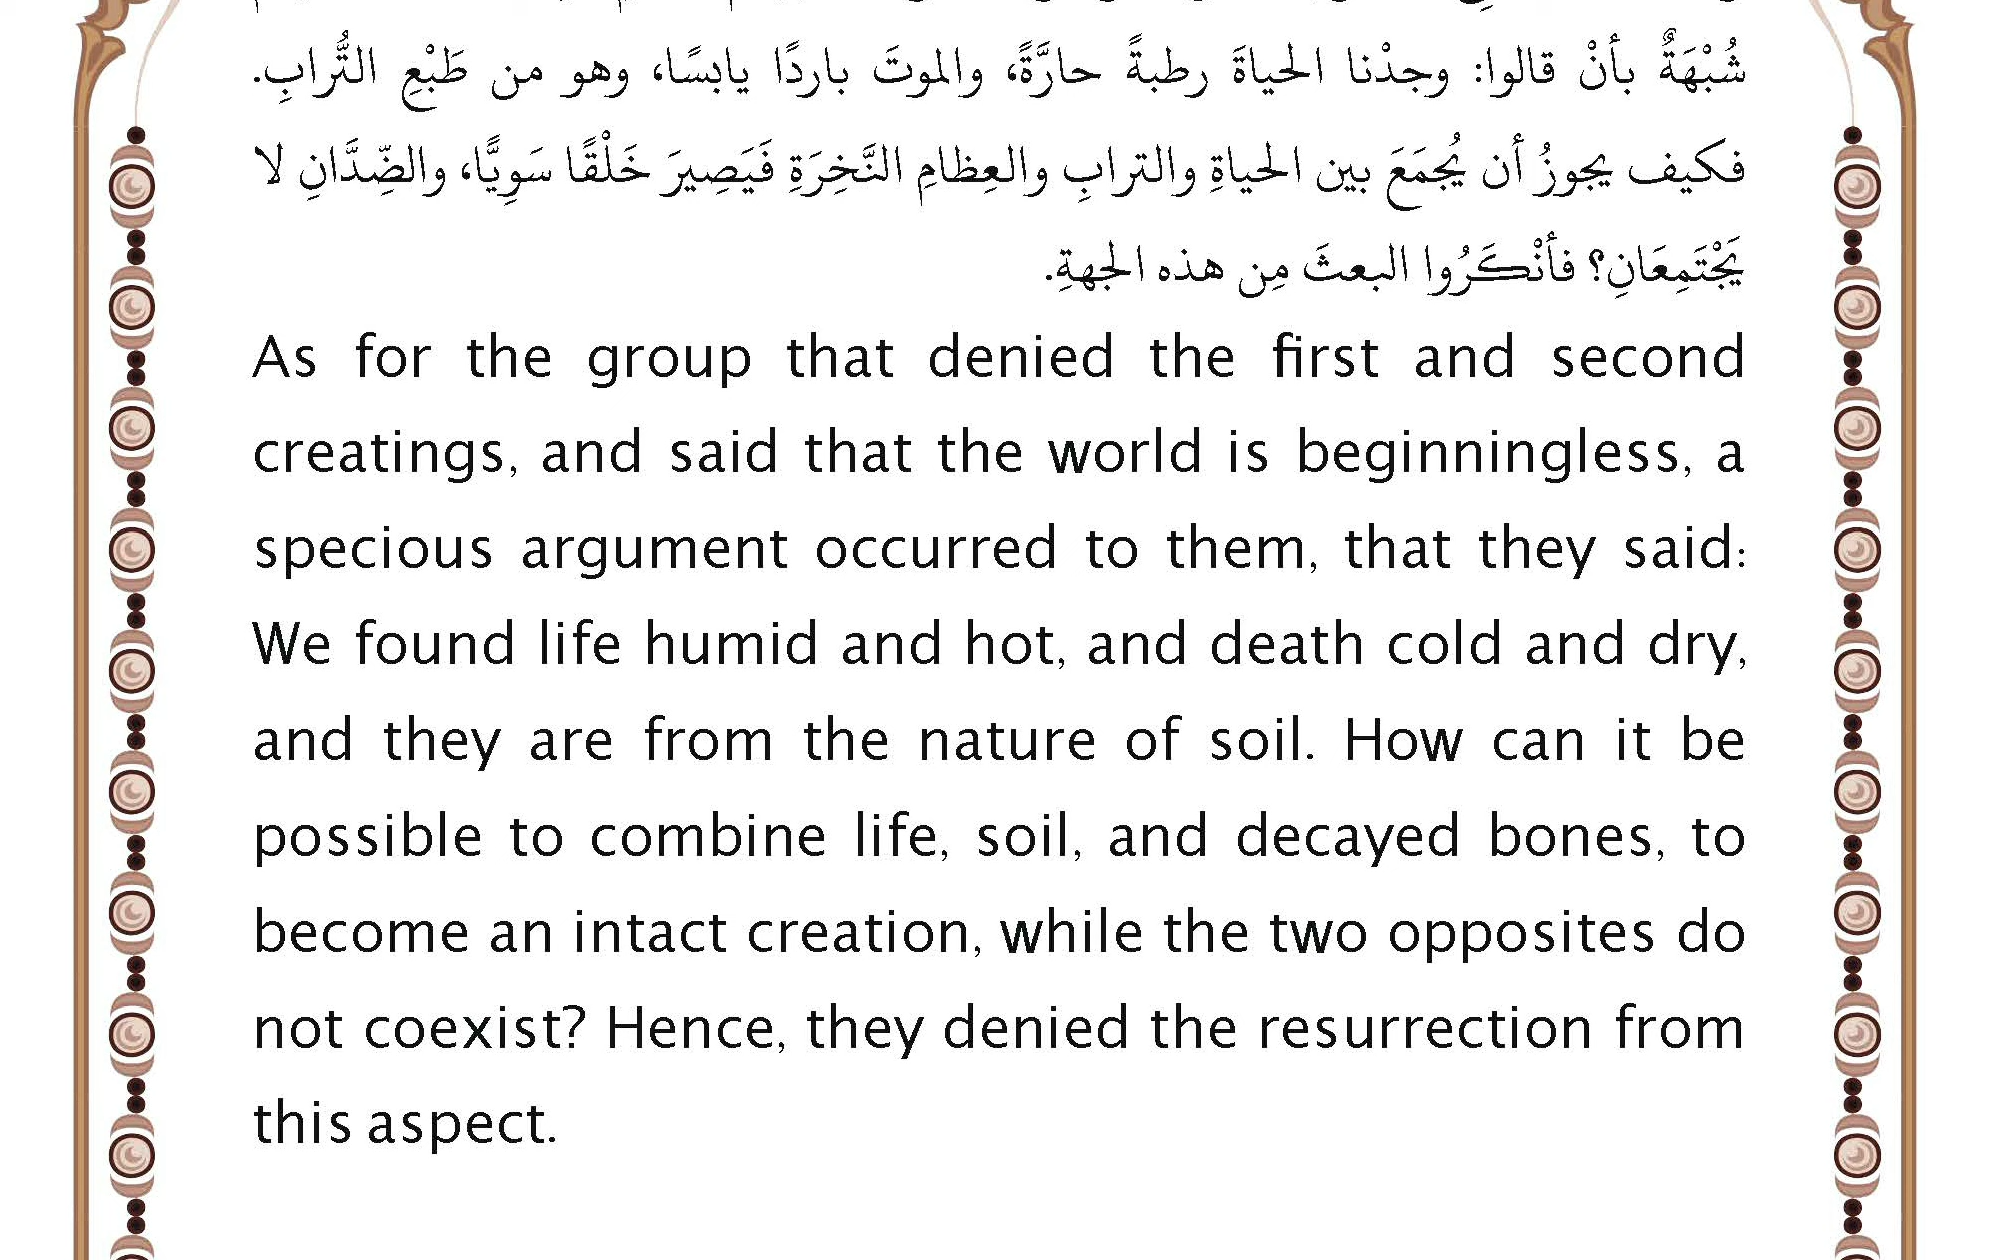 شُبْهَةٌ بأنْ قالوا: وجدْنا الحياةَ رطبةً حارَّةً، والموتَ باردًا يابسًا، وهو من طَبْعِ التُّرابِ.
فكيف يجوزُ أن يُجْمَعَ بين الحياةِ والترابِ والعِظامِ النَّخِرَةِ فَيَصِيرَ خَلْقًا سَوِيًّا، والضِّدَّانِ لا
يَجْتَمِعَانِ؟ فأنْكَرُوا البعثَ مِن هذه الجهةِ.
As for the group that denied the first and second
creatings, and said that the world is beginningless, a
specious argument occurred to them, that they said:
We found life humid and hot, and death cold and dry,
and they are from the nature of soil. How can it be
possible to combine life, soil, and decayed bones, to
become an intact creation, while the two opposites do
not coexist? Hence, they denied the resurrection from
this aspect.